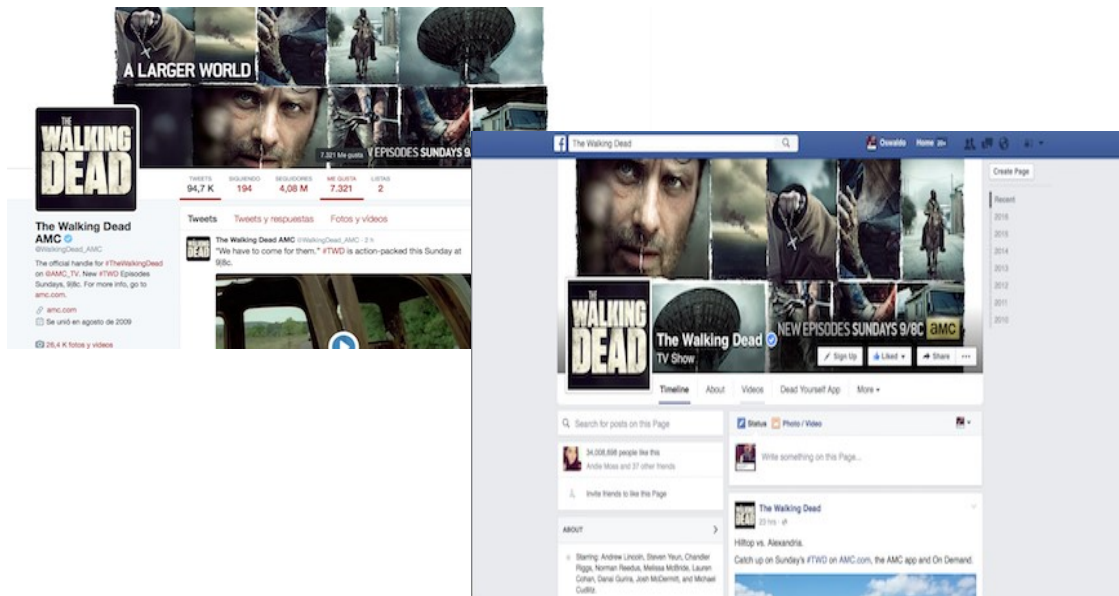 A LARGER WORLD
7.321 Me gusta
EPISODES SUNDAYS 9
THE
WALKING
DEAD
TWEETS SIGUIENDO SEGUIDORES ME GUSTA LISTAS
94,7 K 194 4,08 M 7.321 2
The Walking Dead
AMC
@WalkingDead_AMC
The official handle for #TheWalkingDead
on @AMC_TV. New #TWD Episodes
Sundays, 9|8c. For more info, go to
amc.com.
amc.com
Se unió en agosto de 2009
26,4 K fotos y vídeos
Tweets Tweets y respuestas Fotos y vídeos
THE WALKING DEAD
The Walking Dead AMC @WalkingDead_AMC · 2 h
"We have to come for them." #TWD is action-packed this Sunday at
9|8c.
f The Walking Dead Oswaldo Home 20+
Create Page
Recent
2016
2015
2014
2013
2012
2011
2010
NEW EPISODES SUNDAYS 9/8C aMC
THE
WALKING
DEAD
The Walking Dead
TV Show
Sign Up Liked Share
Timeline About Videos Dead Yourself App More
Search for posts on this Page
34,008,698 people like this
Andie Moss and 37 other friends
Invite friends to like this Page
ABOUT
Starring: Andrew Lincoln, Steven Yeun, Chandler
Riggs, Norman Reedus, Melissa McBride, Lauren
Cohan, Danai Gurira, Josh McDermitt, and Michael
Cudlitz.
Status Photo / Video
Write something on this Page...
THE WALKING DEAD
The Walking Dead
23 hrs
Hilltop vs. Alexandria.
Catch up on Sunday's #TWD on AMC.com, the AMC app and On Demand.